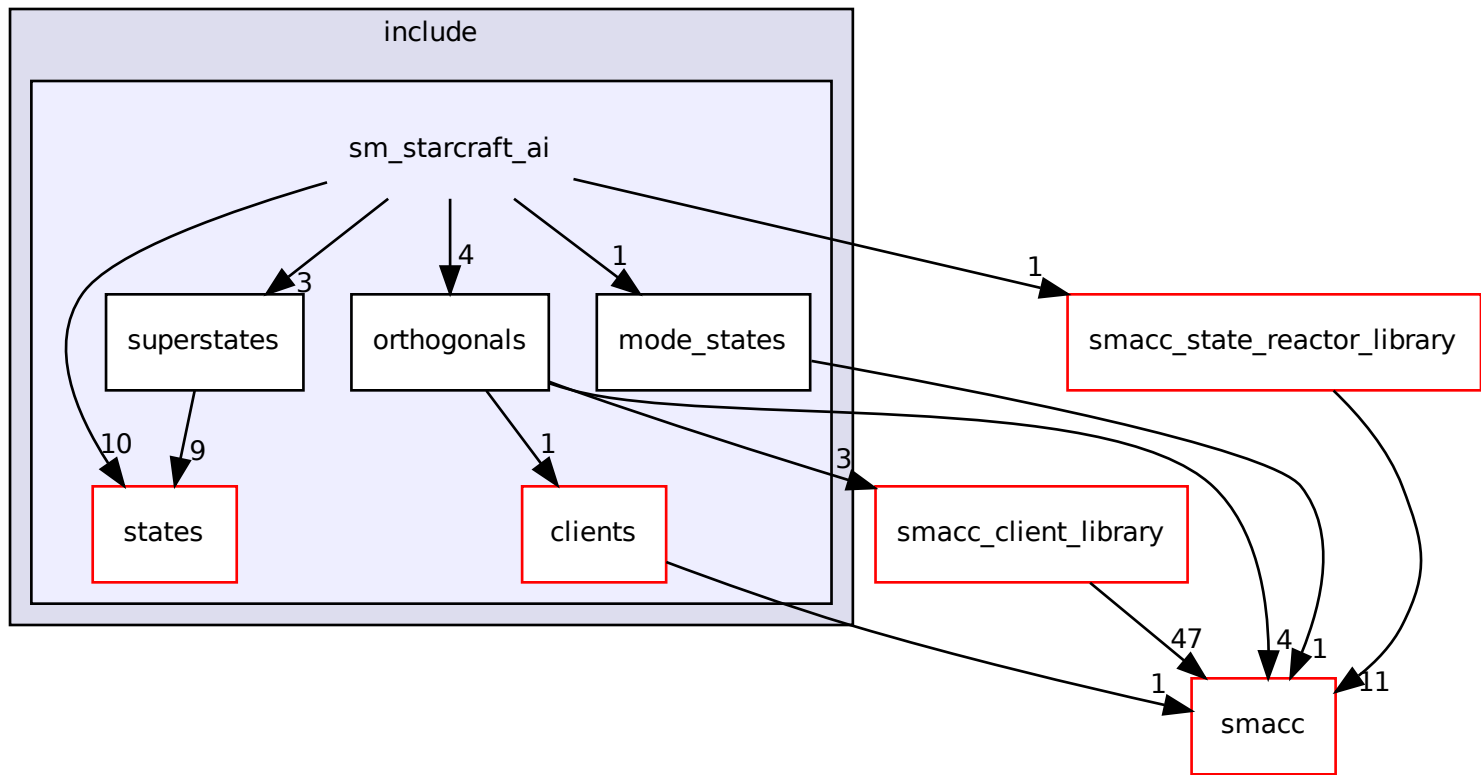 include
sm_starcraft_ai
1
1
4
3
superstates
orthogonals
mode_states
smacc_state_reactor_library
10
9
1
3
states
clients
smacc_client_library
47
4
1
11
1
smacc